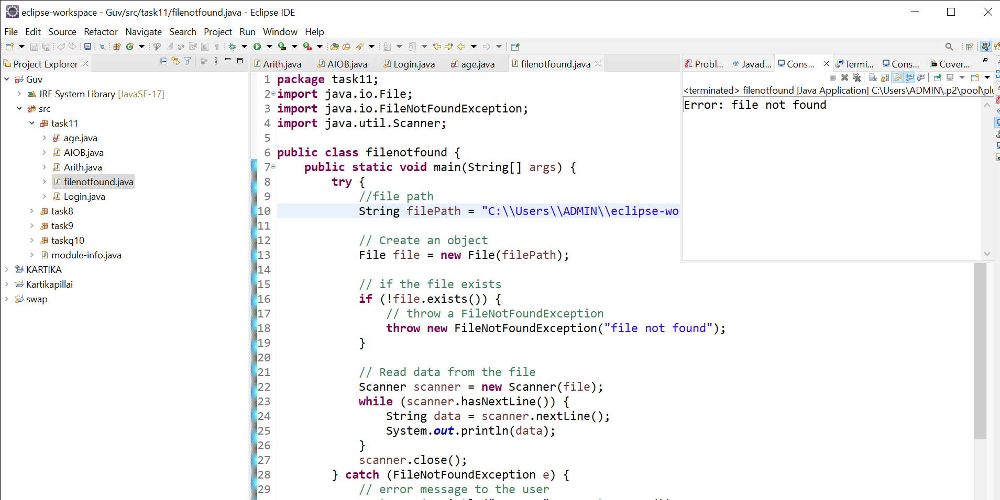 eclipse-workspace - Guv/src/task11/filenotfound.java - Eclipse IDE
File Edit Source Refactor Navigate Search Project Run Window Help
Project Explorer
Guv
JRE System Library [JavaSE-17]
src
task11
age.java
AIOB.java
Arith.java
filenotfound.java
Login.java
task8
task9
taskq10
module-info.java
KARTIKA
Kartikapillai
swap
Arith.java AIOB.java Login.java age.java filenotfound.java
1 package task11;
2 import java.io.File;
3 import java.io.FileNotFoundException;
4 import java.util.Scanner;
5
6 public class filenotfound {
7 public static void main(String[] args) {
8 try {
9 //file path
10 String filePath = "C:\\Users\\ADMIN\\eclipse-wo
11
12 // Create an object
13 File file = new File(filePath);
14
15 // if the file exists
16 if (!file.exists()) {
17 // throw a FileNotFoundException
18 throw new FileNotFoundException("file not found");
19 }
20
21 // Read data from the file
22 Scanner scanner = new Scanner(file);
23 while (scanner.hasNextLine()) {
24 String data = scanner.nextLine();
25 System.out.println(data);
26 }
27 scanner.close();
28 } catch (FileNotFoundException e) {
29 // error message to the user
Probl... Javad... Cons... Termi... Cons... Cover...
<terminated> filenotfound [Java Application] C:\Users\ADMIN\.p2\pool\plu
Error: file not found